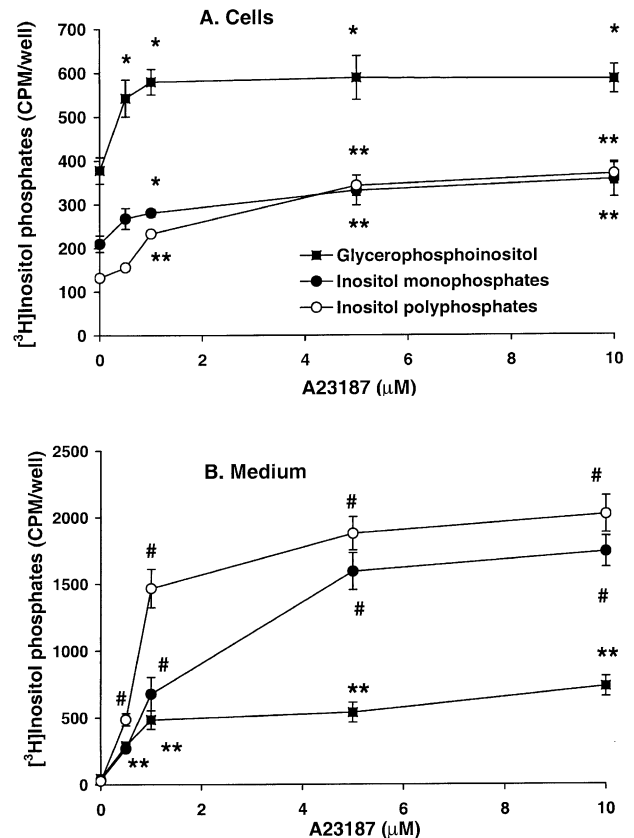 A. Cells
[³H]Inositol phosphates (CPM/well)
700
600
500
400
300
200
100
0
* * * *
* ** **
** ** **
Glycerophosphoinositol
Inositol monophosphates
Inositol polyphosphates
0 2 4 6 8 10
A23187 (μM)
B. Medium
[³H]Inositol phosphates (CPM/well)
2500
2000
1500
1000
500
0
# # # #
# # #
** ** ** **
0 2 4 6 8 10
A23187 (μM)